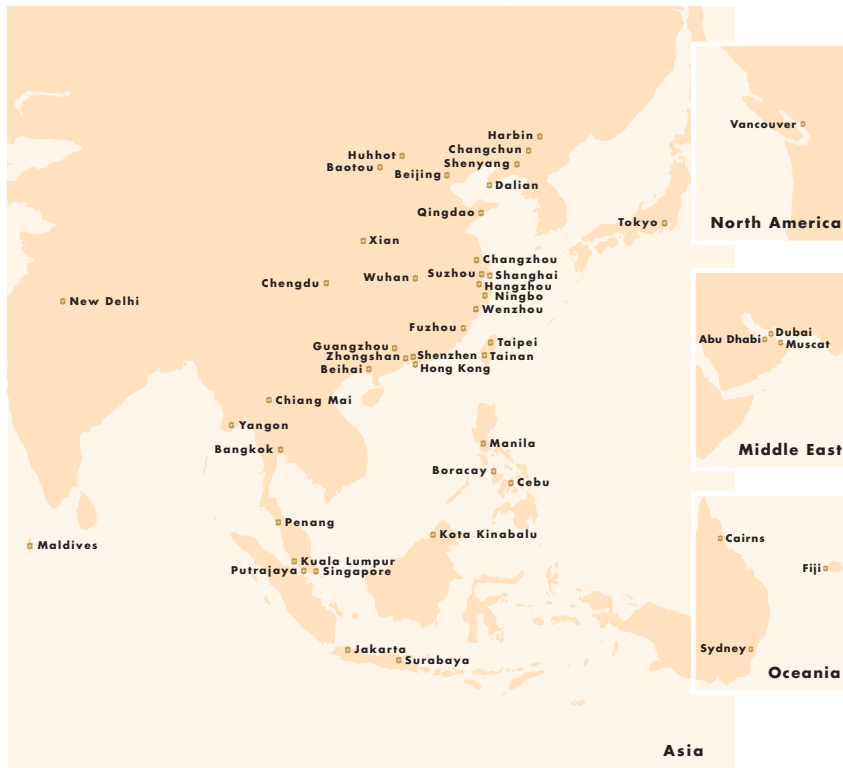 Harbin
Changchun
Huhhot
Shenyang
Baotou
Beijing
Dalian
Vancouver
Qingdao
Tokyo
North America
Xian
Changzhou
Suzhou
Shanghai
Wuhan
Chengdu
Hangzhou
Ningbo
New Delhi
Wenzhou
Fuzhou
Dubai
Abu Dhabi
Muscat
Taipei
Guangzhou
Zhongshan
Shenzhen
Tainan
Beihai
Hong Kong
Chiang Mai
Yangon
Manila
Bangkok
Middle East
Boracay
Cebu
Penang
Kota Kinabalu
Cairns
Maldives
Kuala Lumpur
Putrajaya
Singapore
Fiji
Jakarta
Sydney
Surabaya
Oceania
Asia